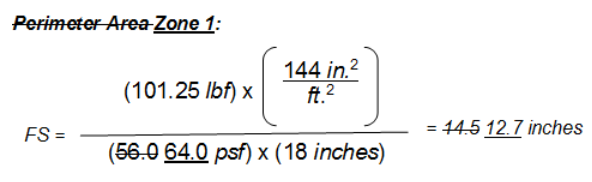 Perimeter Area Zone 1:
(101.25 lbf) x (144 in.² / ft.²)
FS =
(56.0 64.0 psf) x (18 inches)
= 14.5 12.7 inches